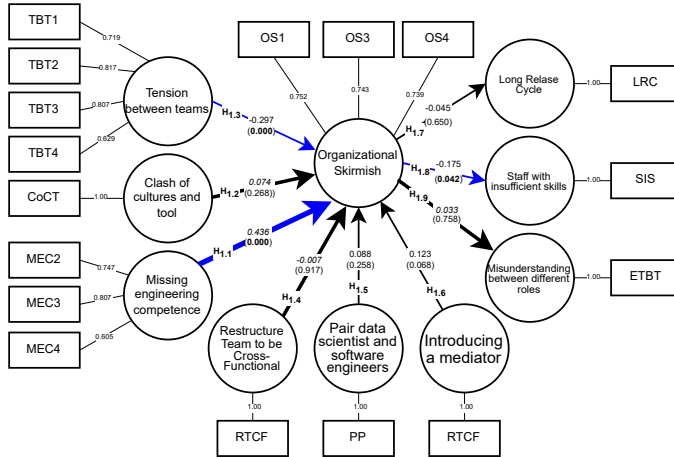 TBT1
TBT2
TBT3
TBT4
CoCT
MEC2
MEC3
MEC4
0.719
0.817
0.807
0.629
1.00
0.747
0.807
0.605
Tension
between teams
Clash of
cultures and
tool
Missing
engineering
competence
OS1
OS3
OS4
0.752
0.743
0.739
Organizational
Skirmish
H1.3
-0.297
(0.000)
H1.2
0.074
(0.268))
H1.1
0.436
(0.000)
H1.4
-0.007
(0.917)
H1.5
0.088
(0.258)
H1.6
0.123
(0.068)
H1.7
-0.045
(0.650)
H1.8
-0.175
(0.042)
H1.9
0.033
(0.758)
Long Relase
Cycle
1.00
LRC
Staff with
insufficient skills
1.00
SIS
Misunderstanding
between different
roles
1.00
ETBT
Restructure
Team to be
Cross-
Functional
Pair data
scientist and
software
engineers
Introducing
a mediator
1.00
1.00
1.00
RTCF
PP
RTCF